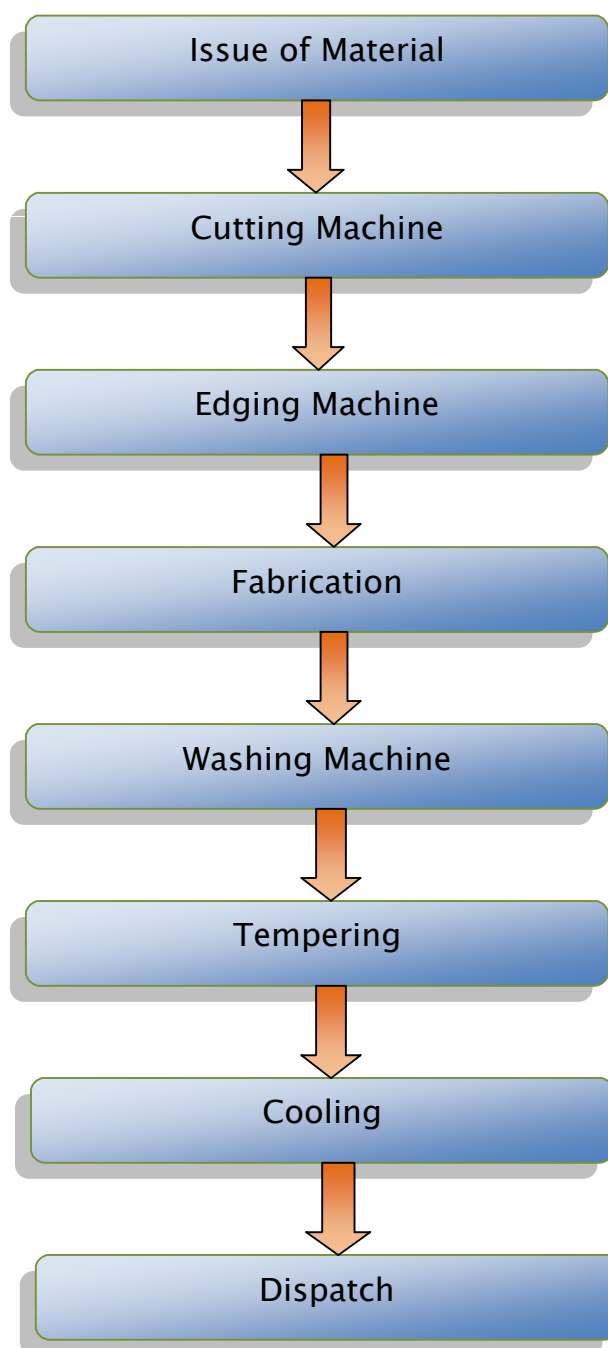 Issue of Material
Cutting Machine
Edging Machine
Fabrication
Washing Machine
Tempering
Cooling
Dispatch